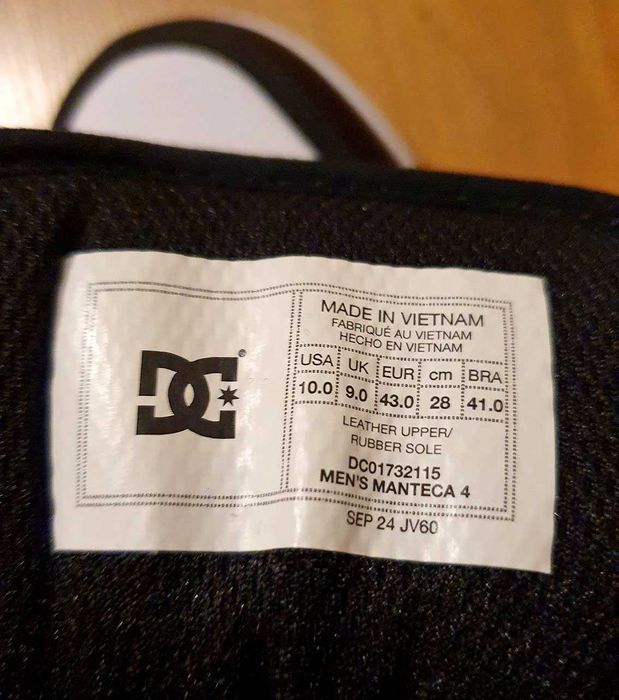 DC
MADE IN VIETNAM
FABRIQUÉ AU VIETNAM
HECHO EN VIETNAM
USA UK EUR cm BRA
10.0 9.0 43.0 28 41.0
LEATHER UPPER/
RUBBER SOLE
DC01732115
MEN'S MANTECA 4
SEP 24 JV60